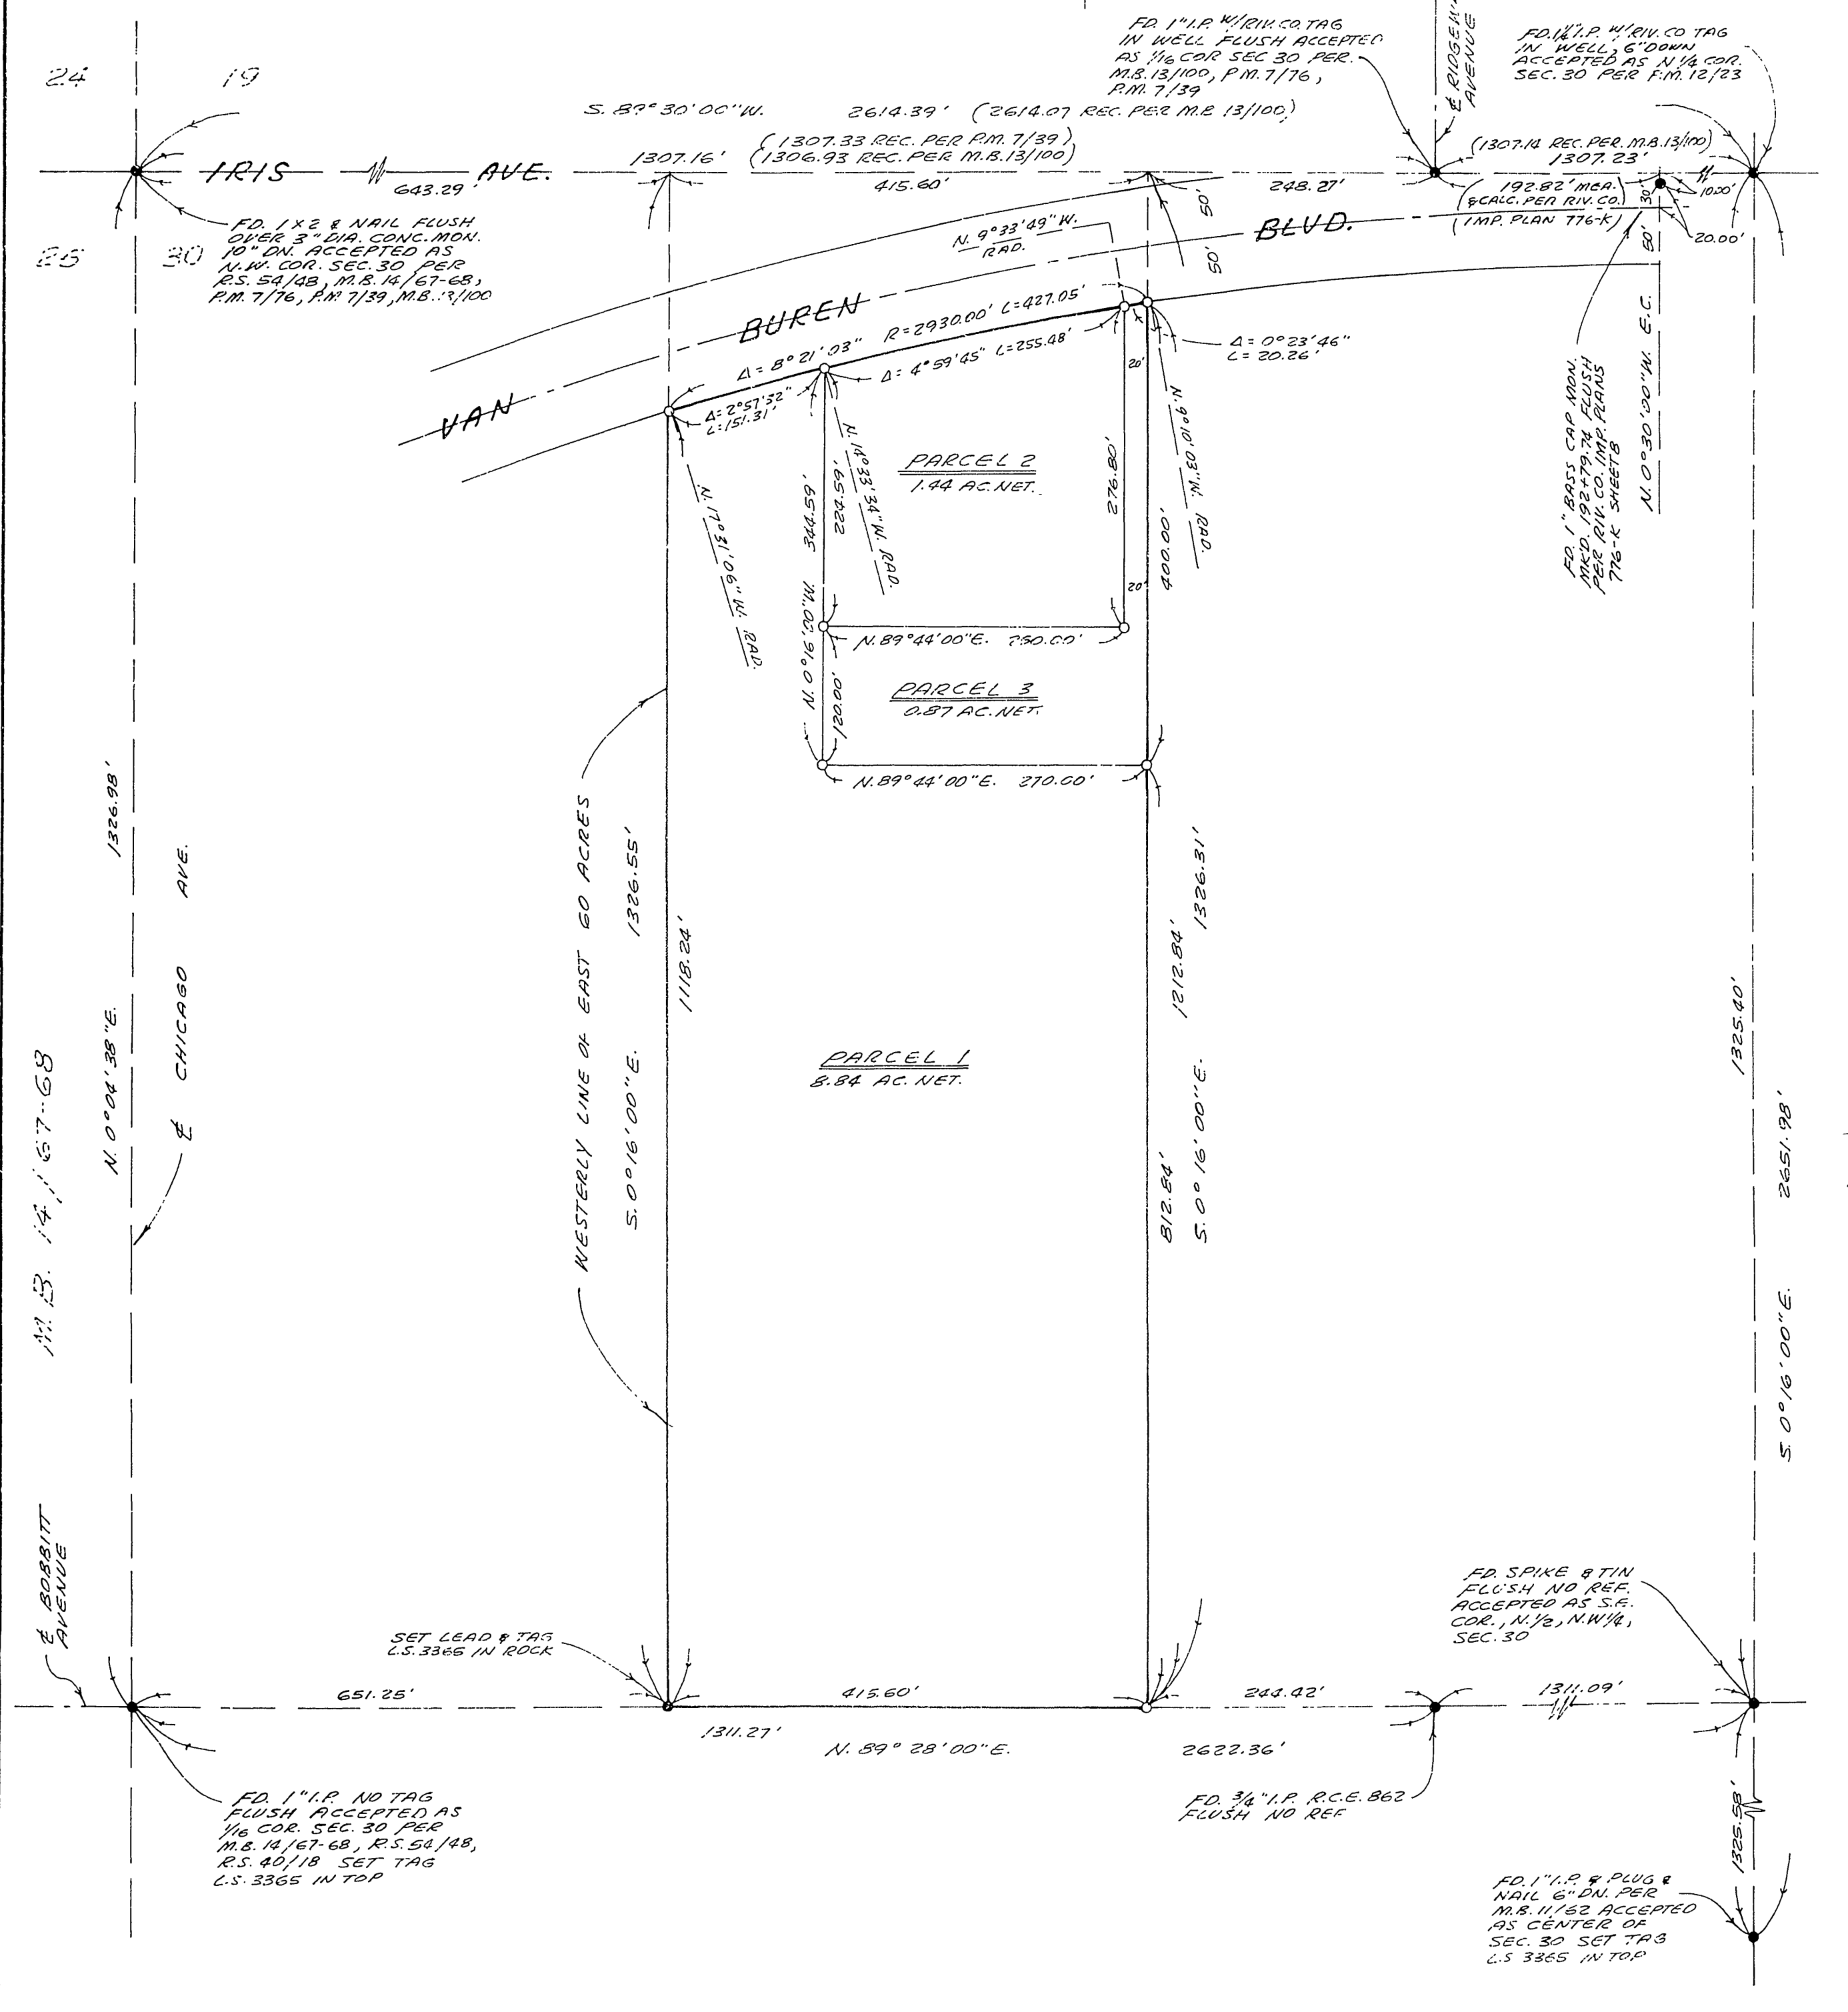 24
19
S. 89° 30' 00" W. 2614.39' (2614.07 REC. PER M.B. 13/100)
(1307.33 REC. PER P.M. 7/39)
1307.16' (1306.93 REC. PER M.B. 13/100)
FD. 1" I.P. W/RIV. CO. TAG
IN WELL FLUSH ACCEPTED
AS 1/16 COR SEC 30 PER.
M.B. 13/100, P.M. 7/76,
P.M. 7/39
AVENUE
IN WELL, 6" DOWN
ACCEPTED AS N 1/4 COR.
SEC. 30 PER P.M. 12/23
(1307.14 REC. PER. M.B. 13/100)
1307.23'
IRIS AVE.
643.29'
415.60'
248.27'
(192.82' MEA.)
(& CALC. PER RIV. CO.)
(IMP. PLAN 776-K)
30'
10.00'
20.00'
50'
FD. 1 X 2 & NAIL FLUSH
OVER 3" DIA. CONC. MON.
10" DN. ACCEPTED AS
N.W. COR. SEC. 30 PER
R.S. 54/48, M.B. 14/67-68,
P.M. 7/76, P.M. 7/39, M.B. 13/100
25
30
N. 9° 33' 49" W.
RAD.
50'
50'
VAN BUREN BLVD.
Δ = 8° 21' 03" R = 2930.00' L = 427.05'
Δ = 2° 57' 32"
L = 151.31'
Δ = 4° 59' 45" L = 255.48'
Δ = 0° 23' 46"
L = 20.26'
N. 17° 31' 06" W. RAD.
N. 14° 33' 34" W. RAD.
N. 9° 10' 03" W. RAD.
FD. 1" BASS CAP MON.
MKD. 192+79.74 FLUSH
PER RIV. CO. IMP. PLANS
776-K SHEET 8
N. 0° 30' 00" W. E.C.
PARCEL 2
1.44 AC. NET.
344.59'
224.59'
N. 0° 16' 00" W.
120.00'
20'
276.80'
20'
400.00'
N. 89° 44' 00" E. 250.00'
PARCEL 3
0.87 AC. NET.
N. 89° 44' 00" E. 270.00'
1326.98'
N. 0° 04' 38" E.
℄ CHICAGO AVE.
M.B. 14/67-68
WESTERLY LINE OF EAST 60 ACRES
1326.55'
S. 0° 16' 00" E.
1118.24'
PARCEL 1
8.84 AC. NET.
1326.31'
1212.84'
S. 0° 16' 00" E.
812.84'
1325.40'
2651.98'
S. 0° 16' 00" E.
℄ BOBBITT
AVENUE
SET LEAD & TAG
L.S. 3365 IN ROCK
FD. SPIKE & TIN
FLUSH NO REF.
ACCEPTED AS S.E.
COR., N. 1/2, N.W 1/4,
SEC. 30
651.25'
415.60'
244.42'
1311.09'
1311.27'
N. 89° 28' 00" E.
2622.36'
FD. 1" I.P. NO TAG
FLUSH ACCEPTED AS
1/16 COR. SEC. 30 PER
M.B. 14/67-68, R.S. 54/48,
R.S. 40/18 SET TAG
L.S. 3365 IN TOP
FD. 3/4" I.P. R.C.E. 862
FLUSH NO REF
1325.58'
FD. 1" I.P. & PLUG &
NAIL 6" DN. PER
M.B. 11/62 ACCEPTED
AS CENTER OF
SEC. 30 SET TAG
L.S 3365 IN TOP